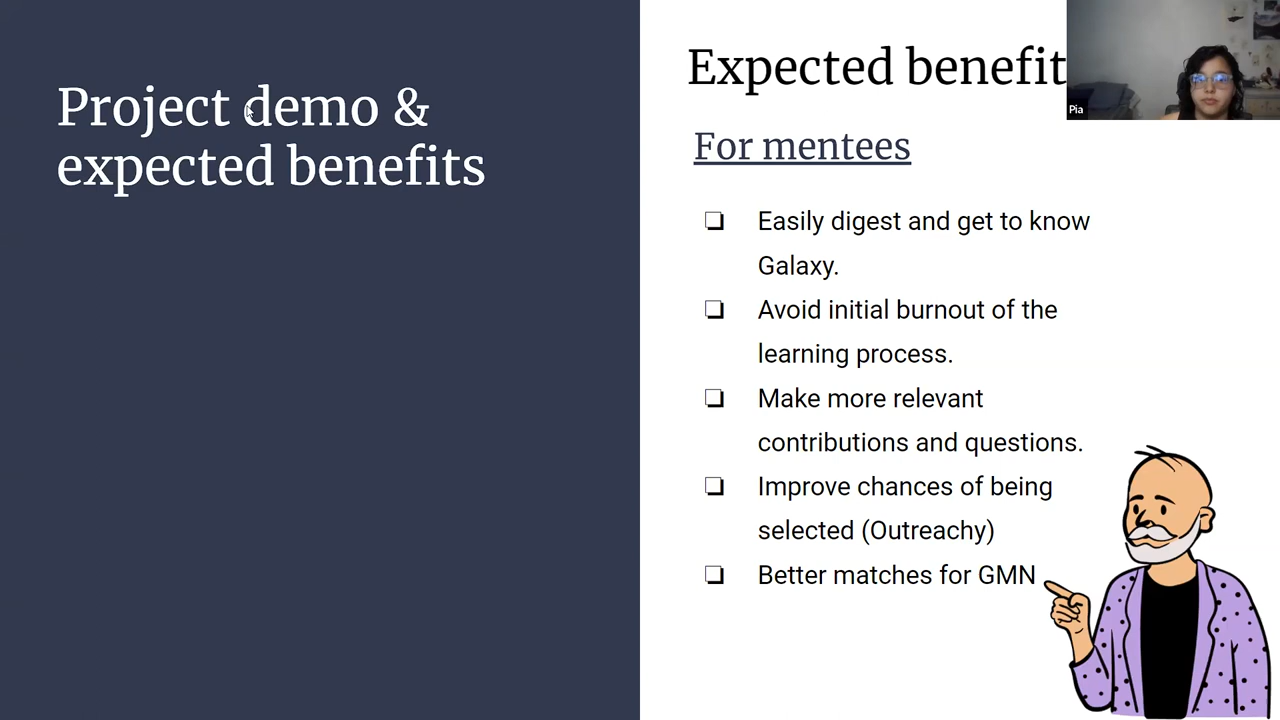 Project demo &
expected benefits
Expected benefit
Pia
For mentees
❏ Easily digest and get to know
Galaxy.
❏ Avoid initial burnout of the
learning process.
❏ Make more relevant
contributions and questions.
❏ Improve chances of being
selected (Outreachy)
❏ Better matches for GMN